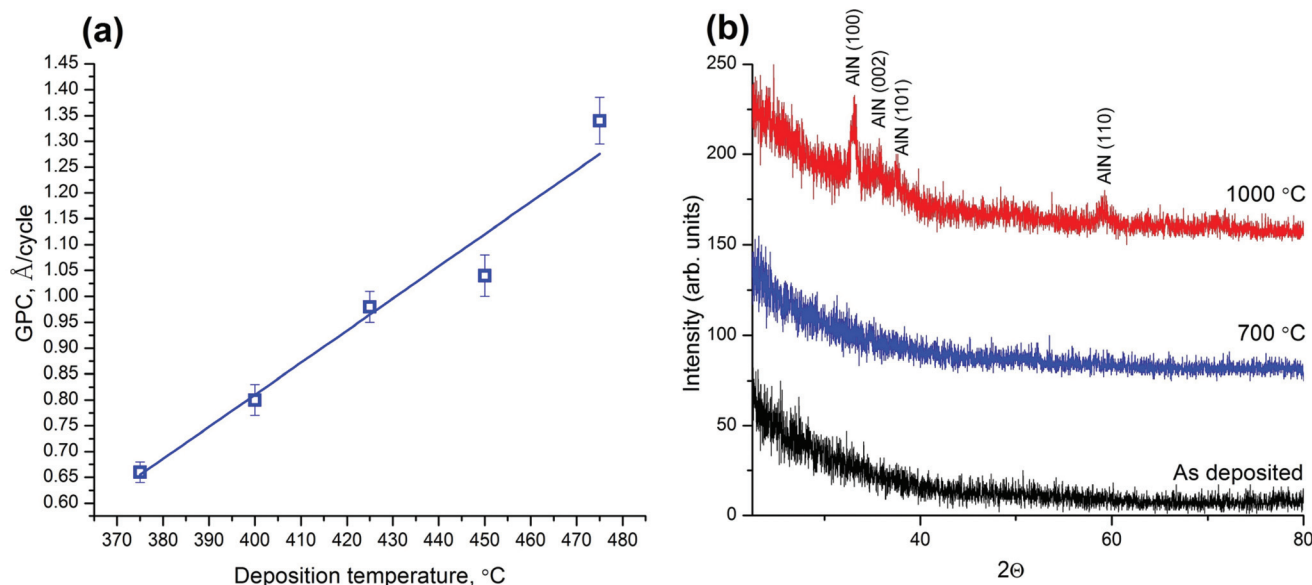 (a)
GPC, Å/cycle
1.45
1.40
1.35
1.30
1.25
1.20
1.15
1.10
1.05
1.00
0.95
0.90
0.85
0.80
0.75
0.70
0.65
0.60
370 380 390 400 410 420 430 440 450 460 470 480
Deposition temperature, °C
(b)
Intensity (arb. units)
250
200
150
100
50
0
AlN (100)
AlN (002)
AlN (101)
AlN (110)
1000 °C
700 °C
As deposited
40 60 80
2Θ